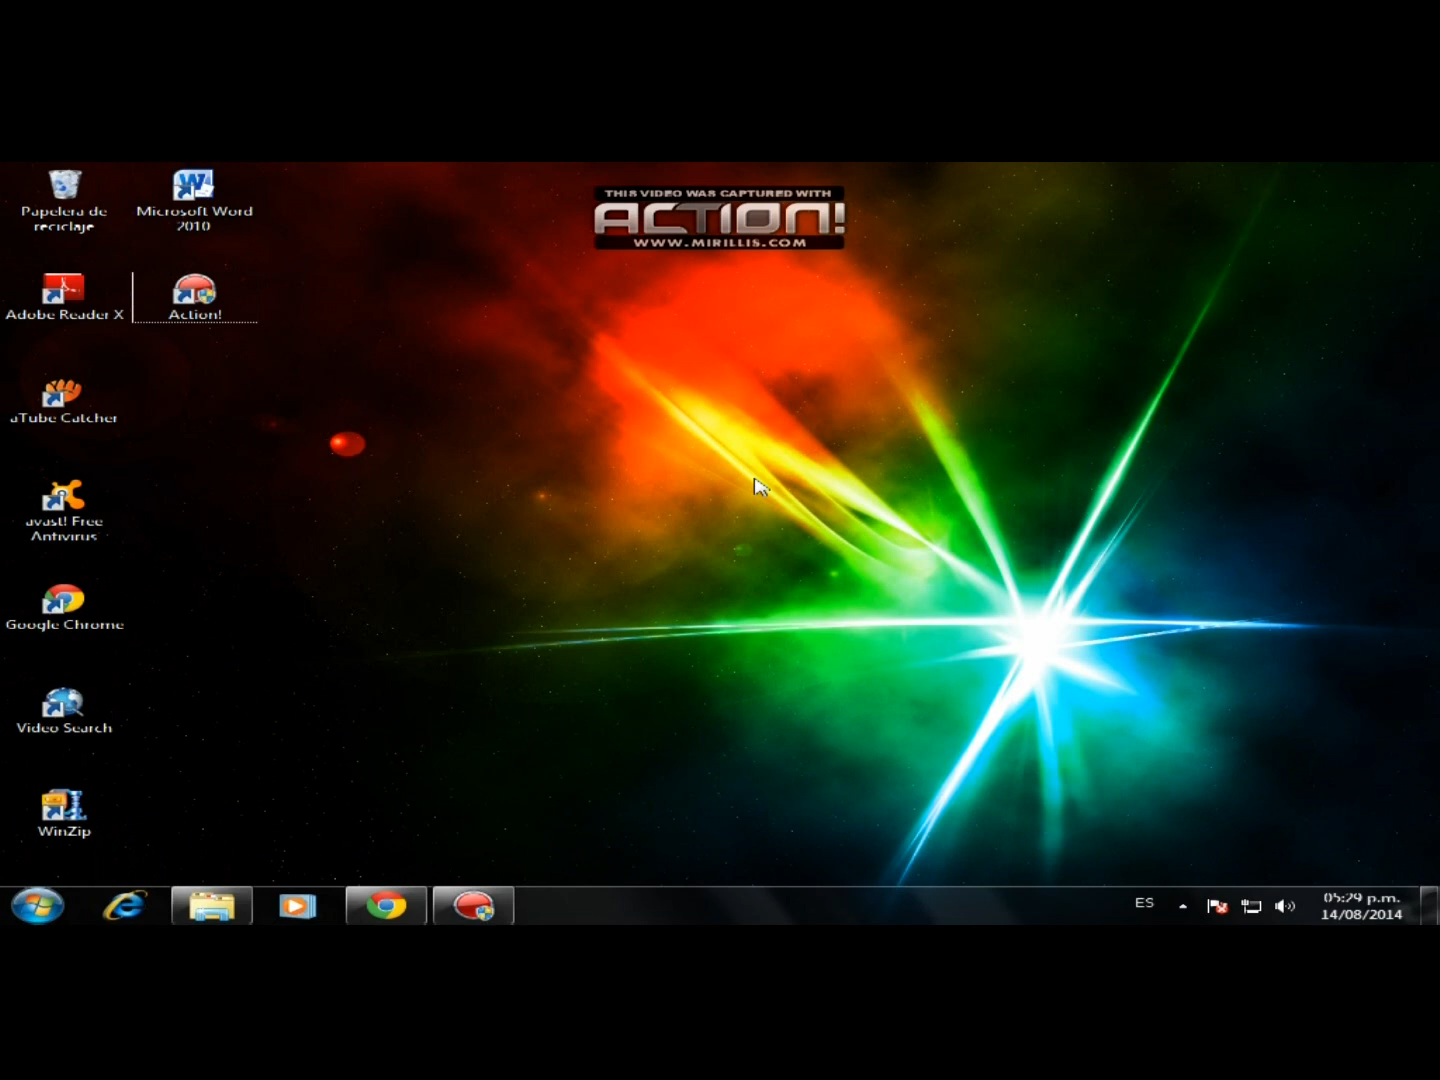 Papelera de
reciclaje
Microsoft Word
2010
THIS VIDEO WAS CAPTURED WITH
ACTION!
WWW.MIRILLIS.COM
Adobe Reader X
Action!
aTube Catcher
avast! Free
Antivirus
Google Chrome
Video Search
WinZip
ES
05:29 p.m.
14/08/2014